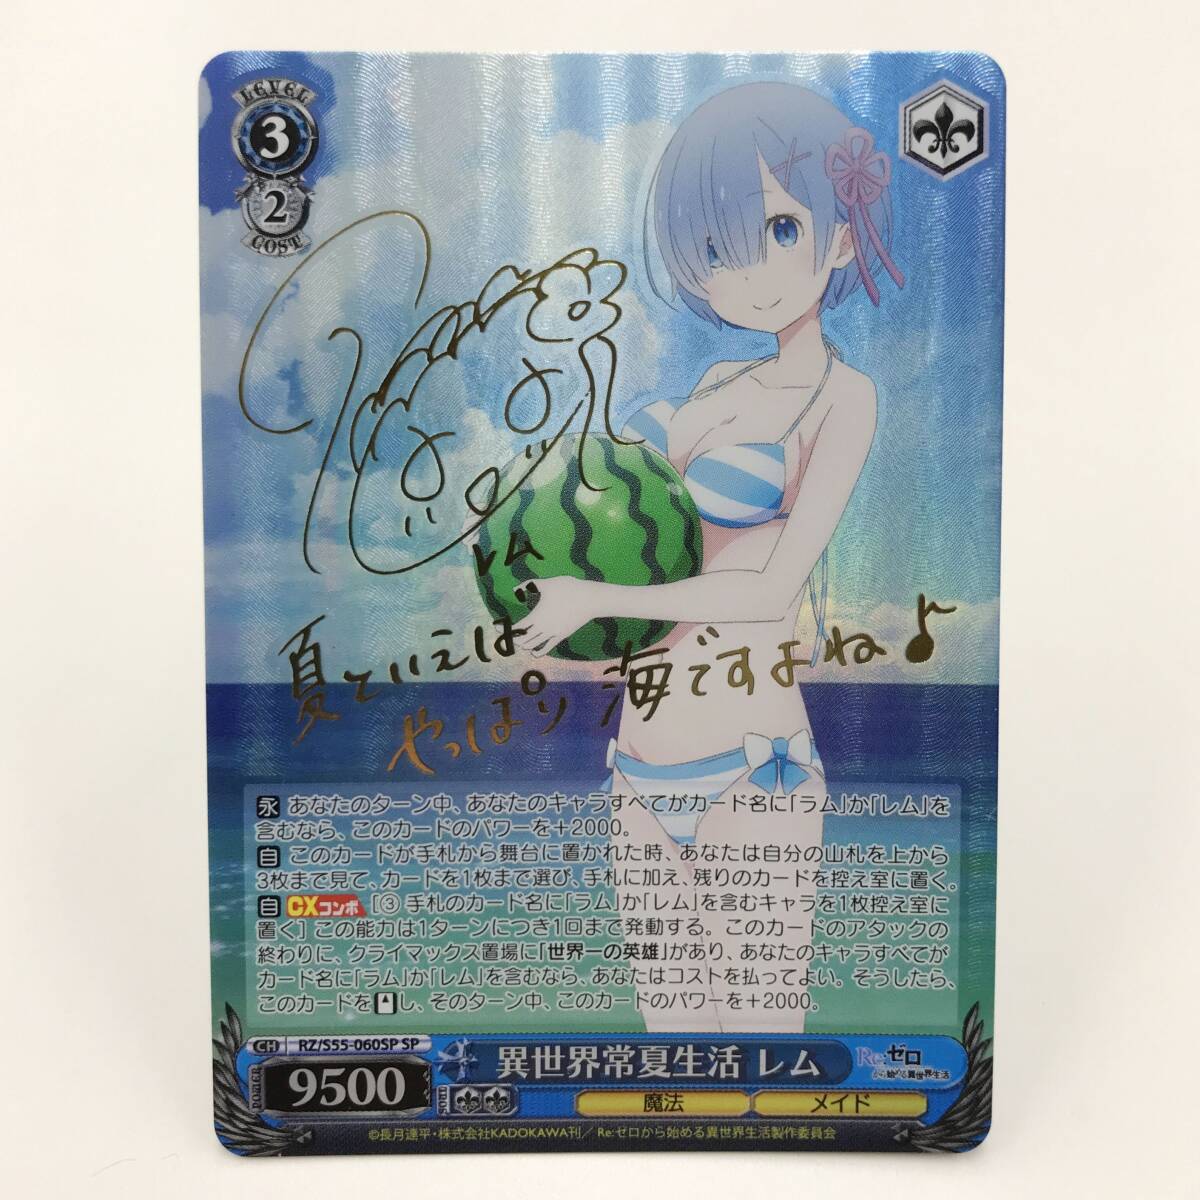 LEVEL
3
2
COST
レム
夏といえば
やっぱり海ですよね♪
永 あなたのターン中、あなたのキャラすべてがカード名に「ラム」か「レム」を
含むなら、このカードのパワーを＋2000。
自 このカードが手札から舞台に置かれた時、あなたは自分の山札を上から
3枚まで見て、カードを1枚まで選び、手札に加え、残りのカードを控え室に置く。
自 CXコンボ [③ 手札のカード名に「ラム」か「レム」を含むキャラを1枚控え室に
置く] この能力は1ターンにつき1回まで発動する。このカードのアタックの
終わりに、クライマックス置場に「世界一の英雄」があり、あなたのキャラすべてが
カード名に「ラム」か「レム」を含むなら、あなたはコストを払ってよい。そうしたら、
このカードを し、そのターン中、このカードのパワーを＋2000。
CH RZ/S55-060SP SP
異世界常夏生活 レム
Re:ゼロ
から始める異世界生活
POWER
9500
SOUL
魔法
メイド
©長月達平・株式会社KADOKAWA刊／Re:ゼロから始める異世界生活製作委員会